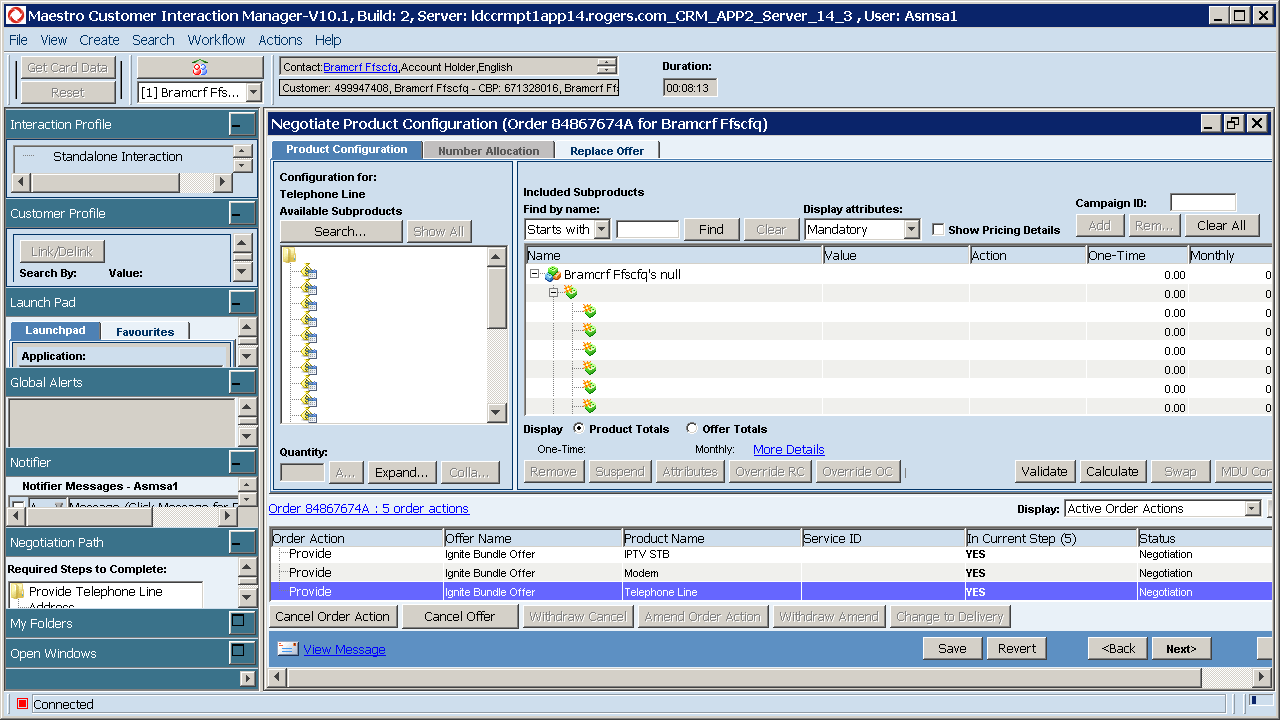 Maestro Customer Interaction Manager-V10.1, Build: 2, Server: ldccrmpt1app14.rogers.com_CRM_APP2_Server_14_3 , User: Asmsa1
File View Create Search Workflow Actions Help
Get Card Data
Reset
[1] Bramcrf Ffs...
Contact:Bramcrf Ffscfq,Account Holder,English
Customer: 499947408, Bramcrf Ffscfq - CBP: 671328016, Bramcrf Ff
Duration:
00:08:13
Interaction Profile
Standalone Interaction
Customer Profile
Link/Delink
Search By: Value:
Launch Pad
Launchpad Favourites
Application:
Global Alerts
Notifier
Notifier Messages - Asmsa1
Negotiation Path
Required Steps to Complete:
Provide Telephone Line
Address
My Folders
Open Windows
Negotiate Product Configuration (Order 84867674A for Bramcrf Ffscfq)
Product Configuration Number Allocation Replace Offer
Configuration for:
Telephone Line
Available Subproducts
Search... Show All
Quantity:
A... Expand... Colla...
Included Subproducts
Find by name: Display attributes: Campaign ID:
Starts with Find Clear Mandatory Show Pricing Details Add Rem... Clear All
Name Value Action One-Time Monthly
Bramcrf Ffscfq's null 0.00 0
0.00 0
0.00 0
0.00 0
0.00 0
0.00 0
0.00 0
0.00 0
Display Product Totals Offer Totals
One-Time: Monthly: More Details
Remove Suspend Attributes Override RC Override OC Validate Calculate Swap MDU Con
Order 84867674A : 5 order actions
Display: Active Order Actions
Order Action Offer Name Product Name Service ID In Current Step (5) Status
Provide Ignite Bundle Offer IPTV STB YES Negotiation
Provide Ignite Bundle Offer Modem YES Negotiation
Provide Ignite Bundle Offer Telephone Line YES Negotiation
Cancel Order Action Cancel Offer Withdraw Cancel Amend Order Action Withdraw Amend Change to Delivery
View Message Save Revert <Back Next>
Connected